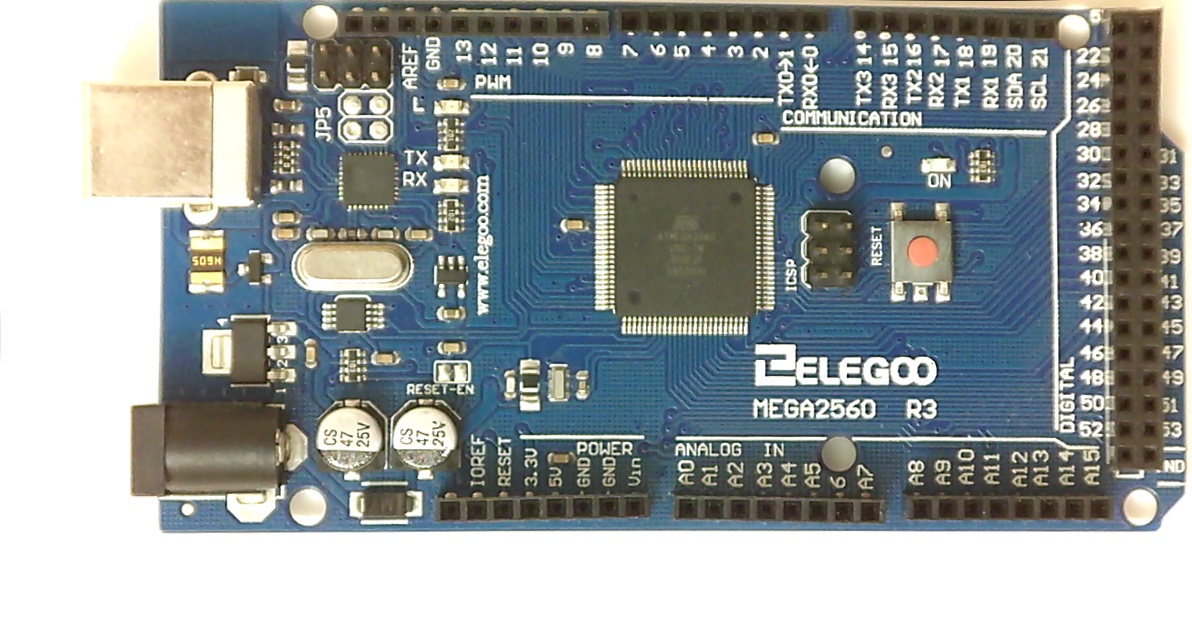 AREF
GND
13
12
11
10
9
8
7
6
5
4
3
2
TX0→1
RX0←0
TX3 14
RX3 15
TX2 16
RX2 17
TX1 18
RX1 19
SDA 20
SCL 21
PWM
COMMUNICATION
5
22
24
26
28
30
32
34
36
38
40
42
44
46
48
50
52
31
33
35
37
39
41
43
45
47
49
51
53
ND
DIGITAL
JP5
L
TX
RX
www.elegoo.com
ON
RESET
ICSP
ELEGOO
MEGA2560 R3
RESET-EN
CS
47
25V
CS
47
25V
POWER
IOREF
RESET
3.3V
5V
GND
GND
Vin
ANALOG IN
A0
A1
A2
A3
A4
A5
6
A7
A8
A9
A10
A11
A12
A13
A14
A15